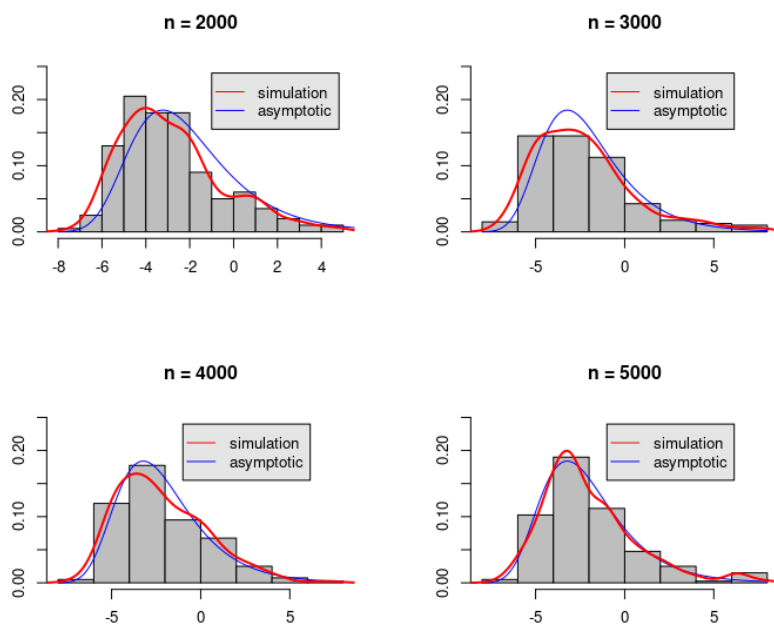 n = 2000
0.20
0.10
0.00
simulation
asymptotic
-8 -6 -4 -2 0 2 4
n = 3000
0.20
0.10
0.00
simulation
asymptotic
-5 0 5
n = 4000
0.20
0.10
0.00
simulation
asymptotic
-5 0 5
n = 5000
0.20
0.10
0.00
simulation
asymptotic
-5 0 5